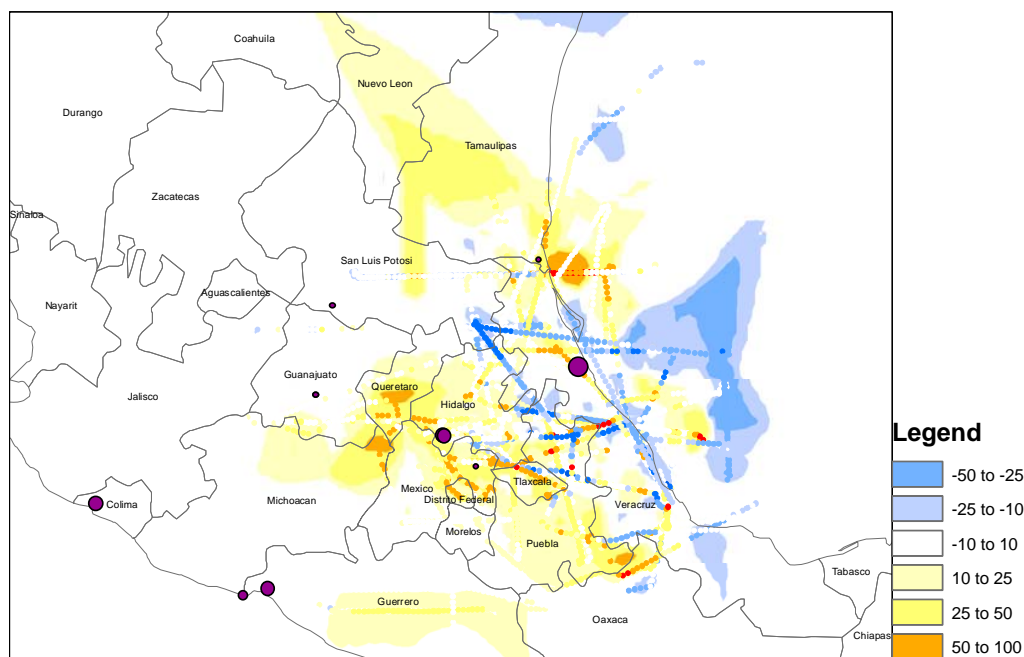 Coahuila
Nuevo Leon
Durango
Tamaulipas
Zacatecas
Sinaloa
San Luis Potosi
Aguascalientes
Nayarit
Guanajuato
Queretaro
Jalisco
Hidalgo
Legend
-50 to -25
Tlaxcala
Mexico
Michoacan
Distrito Federal
Colima
Veracruz
-25 to -10
Morelos
Puebla
-10 to 10
Tabasco
10 to 25
Guerrero
25 to 50
Oaxaca
Chiapas
50 to 100